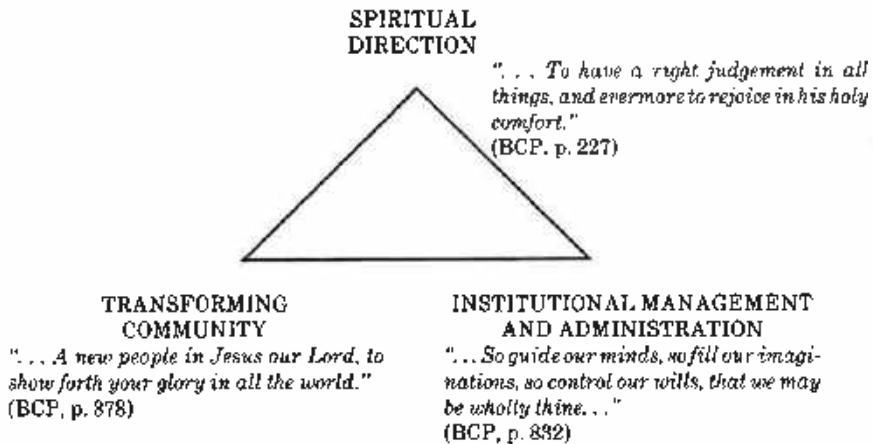 SPIRITUAL
DIRECTION
". . . To have a right judgement in all
things, and evermore to rejoice in his holy
comfort."
(BCP. p. 227)
TRANSFORMING
COMMUNITY
". . . A new people in Jesus our Lord, to
show forth your glory in all the world."
(BCP, p. 378)
INSTITUTIONAL MANAGEMENT
AND ADMINISTRATION
". . . So guide our minds, so fill our imagi-
nations, so control our wills, that we may
be wholly thine. . ."
(BCP, p. 832)